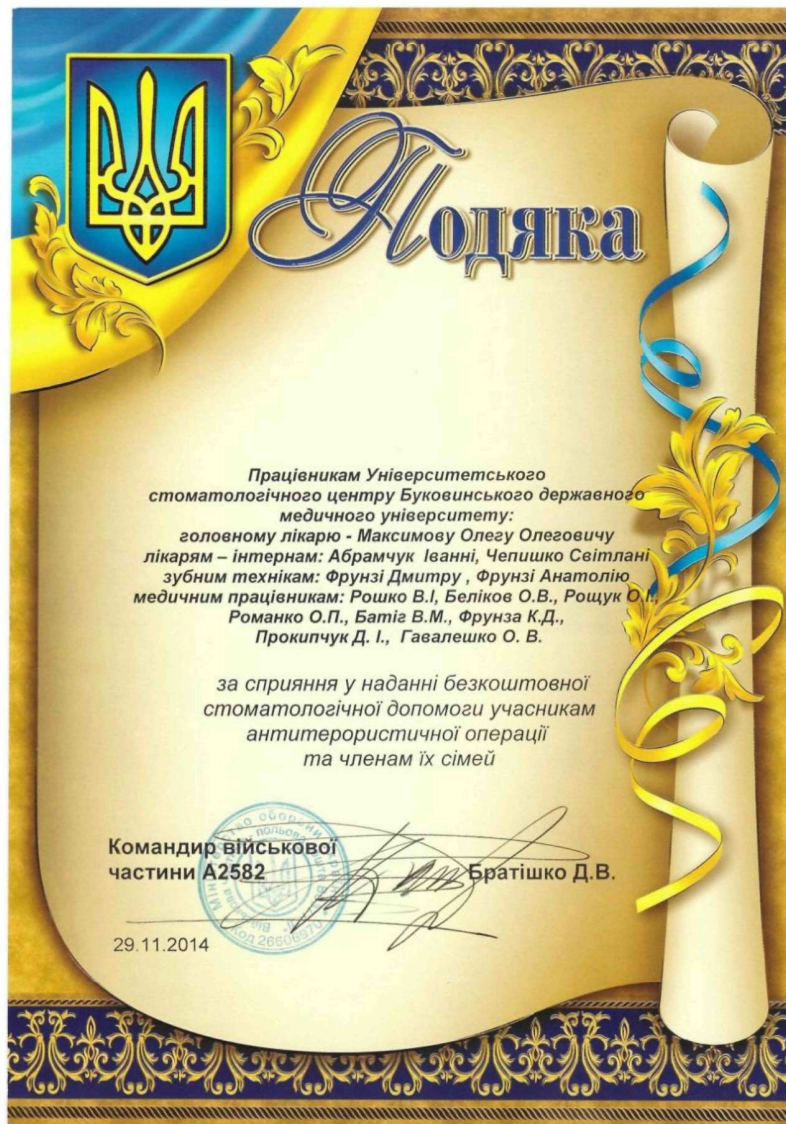 Подяка
Працівникам Університетського
стоматологічного центру Буковинського державного
медичного університету:
головному лікарю - Максимову Олегу Олеговичу
лікарям – інтернам: Абрамчук Іванні, Чепишко Світлані
зубним технікам: Фрунзі Дмитру , Фрунзі Анатолію
медичним працівникам: Рошко В.І, Беліков О.В., Рощук О.І.,
Романко О.П., Батіг В.М., Фрунза К.Д.,
Прокипчук Д. І., Гавалешко О. В.
за сприяння у наданні безкоштовної
стоматологічної допомоги учасникам
антитерористичної операції
та членам їх сімей
Командир військової
частини А2582
Братішко Д.В.
29.11.2014